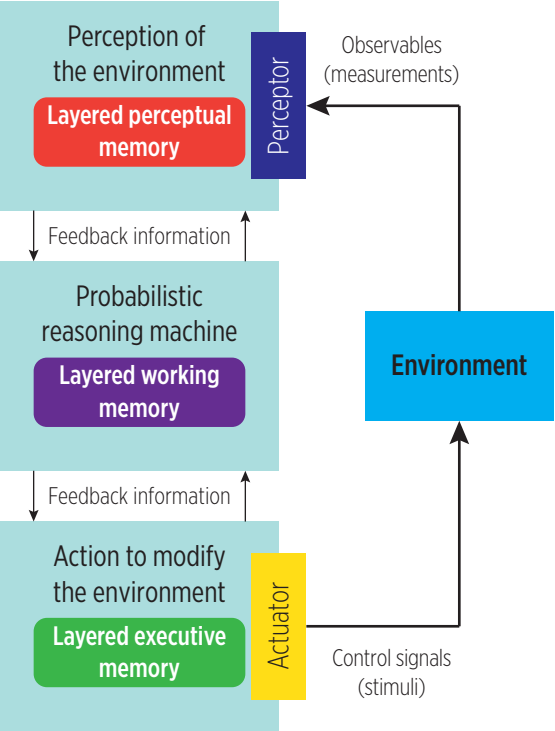 Perception of
the environment
Layered perceptual
memory
Perceptor
Observables
(measurements)
Feedback information
Probabilistic
reasoning machine
Layered working
memory
Environment
Feedback information
Action to modify
the environment
Layered executive
memory
Actuator
Control signals
(stimuli)